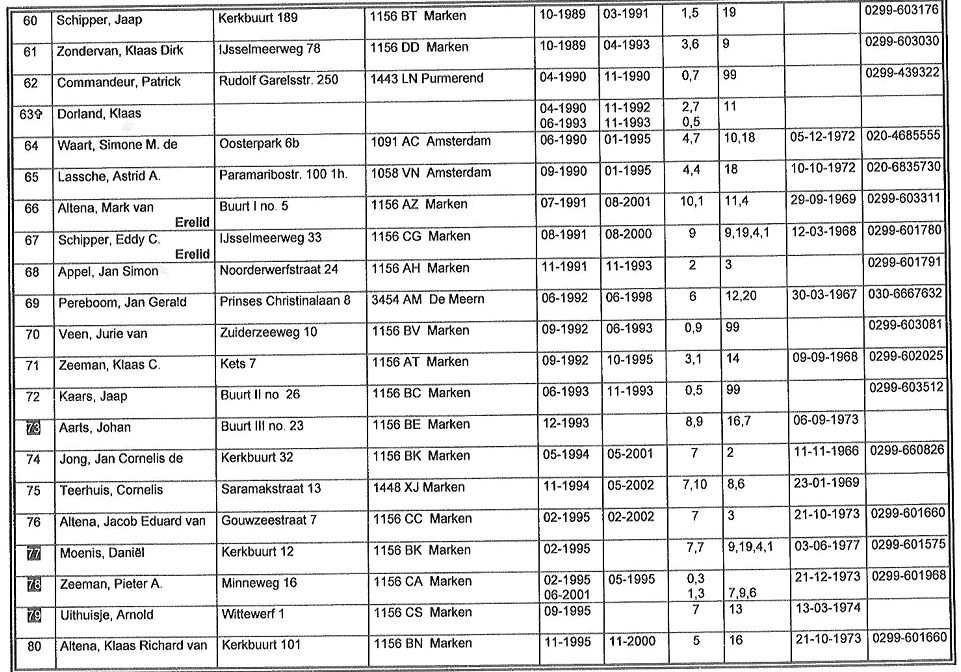 60 Schipper, Jaap Kerkbuurt 189 1156 BT Marken 10-1989 03-1991 1,5 19 0299-603176
61 Zondervan, Klaas Dirk IJsselmeerweg 78 1156 DD Marken 10-1989 04-1993 3,6 9 0299-603030
62 Commandeur, Patrick Rudolf Garelsstr. 250 1443 LN Purmerend 04-1990 11-1990 0,7 99 0299-439322
63✞ Dorland, Klaas 04-1990 11-1992 2,7 11
06-1993 11-1993 0,5
64 Waart, Simone M. de Oosterpark 6b 1091 AC Amsterdam 06-1990 01-1995 4,7 10,18 05-12-1972 020-4685555
65 Lassche, Astrid A. Paramaribostr. 100 1h. 1058 VN Amsterdam 09-1990 01-1995 4,4 18 10-10-1972 020-6835730
66 Altena, Mark van Buurt I no. 5 1156 AZ Marken 07-1991 08-2001 10,1 11,4 29-09-1969 0299-603311
Erelid
67 Schipper, Eddy C. IJsselmeerweg 33 1156 CG Marken 08-1991 08-2000 9 9,19,4,1 12-03-1968 0299-601780
Erelid
68 Appel, Jan Simon Noorderwerfstraat 24 1156 AH Marken 11-1991 11-1993 2 3 0299-601791
69 Pereboom, Jan Gerald Prinses Christinalaan 8 3454 AM De Meern 06-1992 06-1998 6 12,20 30-03-1967 030-6667632
70 Veen, Jurie van Zuiderzeeweg 10 1156 BV Marken 09-1992 06-1993 0,9 99 0299-603081
71 Zeeman, Klaas C. Kets 7 1156 AT Marken 09-1992 10-1995 3,1 14 09-09-1968 0299-602025
72 Kaars, Jaap Buurt II no 26 1156 BC Marken 06-1993 11-1993 0,5 99 0299-603512
73 Aarts, Johan Buurt III no. 23 1156 BE Marken 12-1993 8,9 16,7 06-09-1973
74 Jong, Jan Cornelis de Kerkbuurt 32 1156 BK Marken 05-1994 05-2001 7 2 11-11-1966 0299-660826
75 Teerhuis, Cornelis Saramakstraat 13 1448 XJ Marken 11-1994 05-2002 7,10 8,6 23-01-1969
76 Altena, Jacob Eduard van Gouwzeestraat 7 1156 CC Marken 02-1995 02-2002 7 3 21-10-1973 0299-601660
77 Moenis, Daniël Kerkbuurt 12 1156 BK Marken 02-1995 7,7 9,19,4,1 03-06-1977 0299-601575
78 Zeeman, Pieter A. Minneweg 16 1156 CA Marken 02-1995 05-1995 0,3 21-12-1973 0299-601968
06-2001 1,3 7,9,6
79 Uithuisje, Arnold Wittewerf 1 1156 CS Marken 09-1995 7 13 13-03-1974
80 Altena, Klaas Richard van Kerkbuurt 101 1156 BN Marken 11-1995 11-2000 5 16 21-10-1973 0299-601660